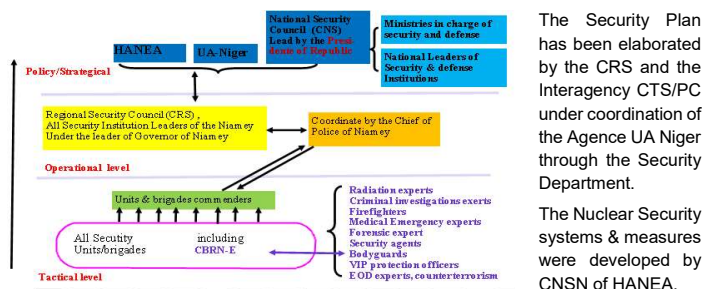 National Security
Council (CNS)
Lead by the Presi-
dente of Republic
HANEA
UA-Niger
Ministries in charge of
security and defense
National Leaders of
Security & defense
Institutions
Policy/Strategical
Regional Security Council (CRS) ,
All Security Institution Leaders of the Niamey
Under the leader of Governor of Niamey
Coordinate by the Chief of
Police of Niamey
Operational level
Units & brigades commenders
All Secutity including
Units/brigades CBRN-E
Radiation experts
Criminal investigations exerts
Firefighters
Medical Emergency experts
Forensic expert
Security agents
Bodyguards
VIP protection officers
EOD experts, counterterrorism
Tactical level
The Security Plan
has been elaborated
by the CRS and the
Interagency CTS/PC
under coordination of
the Agence UA Niger
through the Security
Department.
The Nuclear Security
systems & measures
were developed by
CNSN of HANEA.